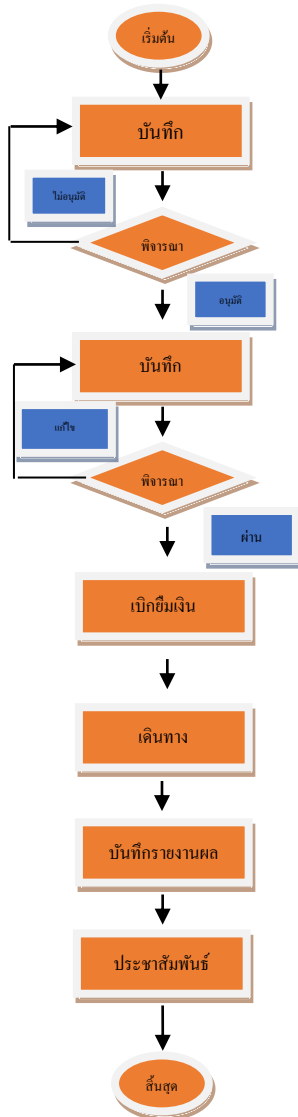 เริ่มต้น
บันทึก
ไม่อนุมัติ
พิจารณา
อนุมัติ
บันทึก
แก้ไข
พิจารณา
ผ่าน
เบิกยืมเงิน
เดินทาง
บันทึกรายงานผล
ประชาสัมพันธ์
สิ้นสุด